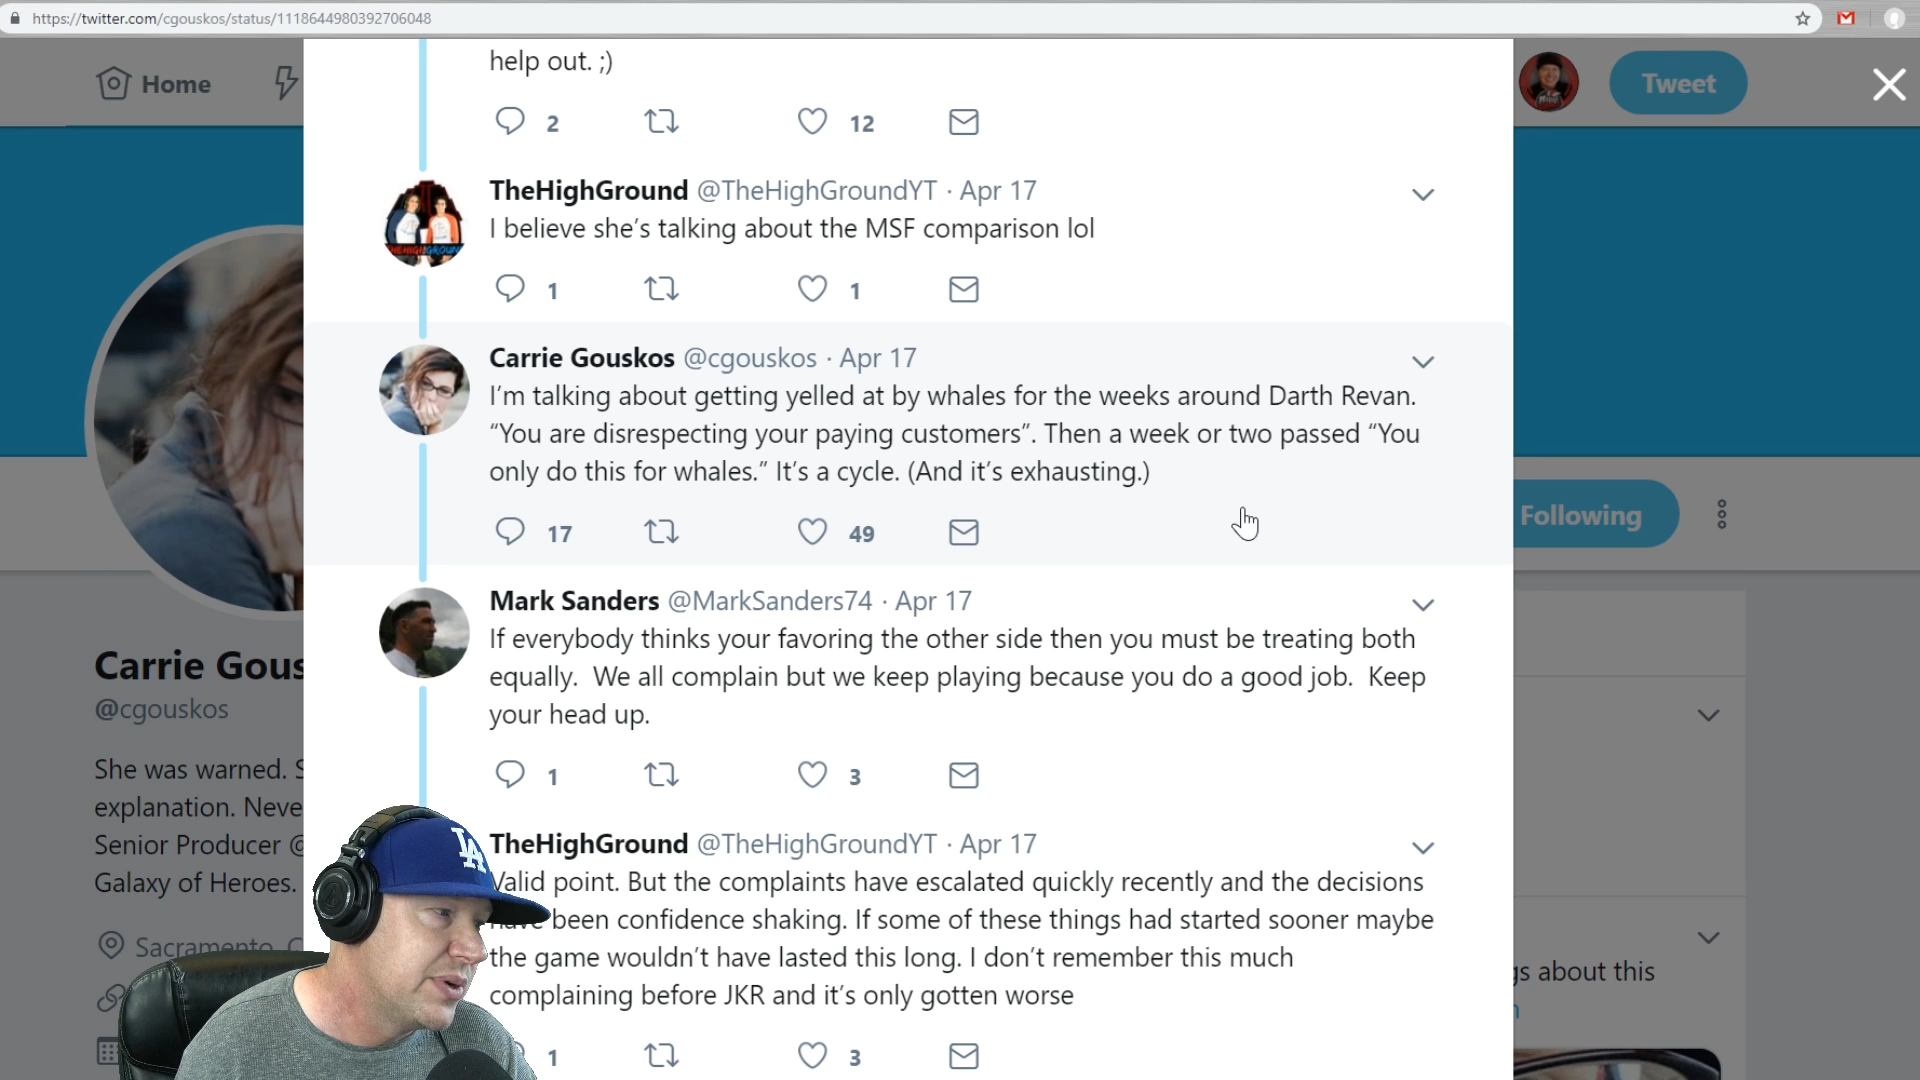 https://twitter.com/cgouskos/status/1118644980392706048
Home
Tweet
help out. ;)
2
12
TheHighGround @TheHighGroundYT · Apr 17
I believe she's talking about the MSF comparison lol
1
1
Carrie Gouskos @cgouskos · Apr 17
I'm talking about getting yelled at by whales for the weeks around Darth Revan.
“You are disrespecting your paying customers”. Then a week or two passed “You
only do this for whales.” It's a cycle. (And it's exhausting.)
17
49
Following
Mark Sanders @MarkSanders74 · Apr 17
If everybody thinks your favoring the other side then you must be treating both
equally.  We all complain but we keep playing because you do a good job.  Keep
your head up.
1
3
TheHighGround @TheHighGroundYT · Apr 17
Valid point. But the complaints have escalated quickly recently and the decisions
have been confidence shaking. If some of these things had started sooner maybe
the game wouldn't have lasted this long. I don't remember this much
complaining before JKR and it's only gotten worse
1
3
Carrie Gous
@cgouskos
She was warned. S
explanation. Neve
Senior Producer @
Galaxy of Heroes.
Sacramento, C
gs about this
LA